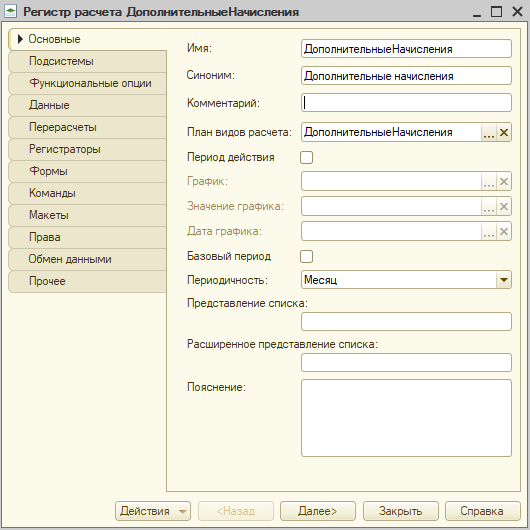 Регистр расчета ДополнительныеНачисления
Основные
Подсистемы
Функциональные опции
Данные
Перерасчеты
Регистраторы
Формы
Команды
Макеты
Права
Обмен данными
Прочее
Имя: ДополнительныеНачисления
Синоним: Дополнительные начисления
Комментарий:
План видов расчета: ДополнительныеНачисления ...
Период действия
График: ...
Значение графика: ...
Дата графика: ...
Базовый период
Периодичность: Месяц
Представление списка:
Расширенное представление списка:
Пояснение:
Действия <Назад Далее> Закрыть Справка